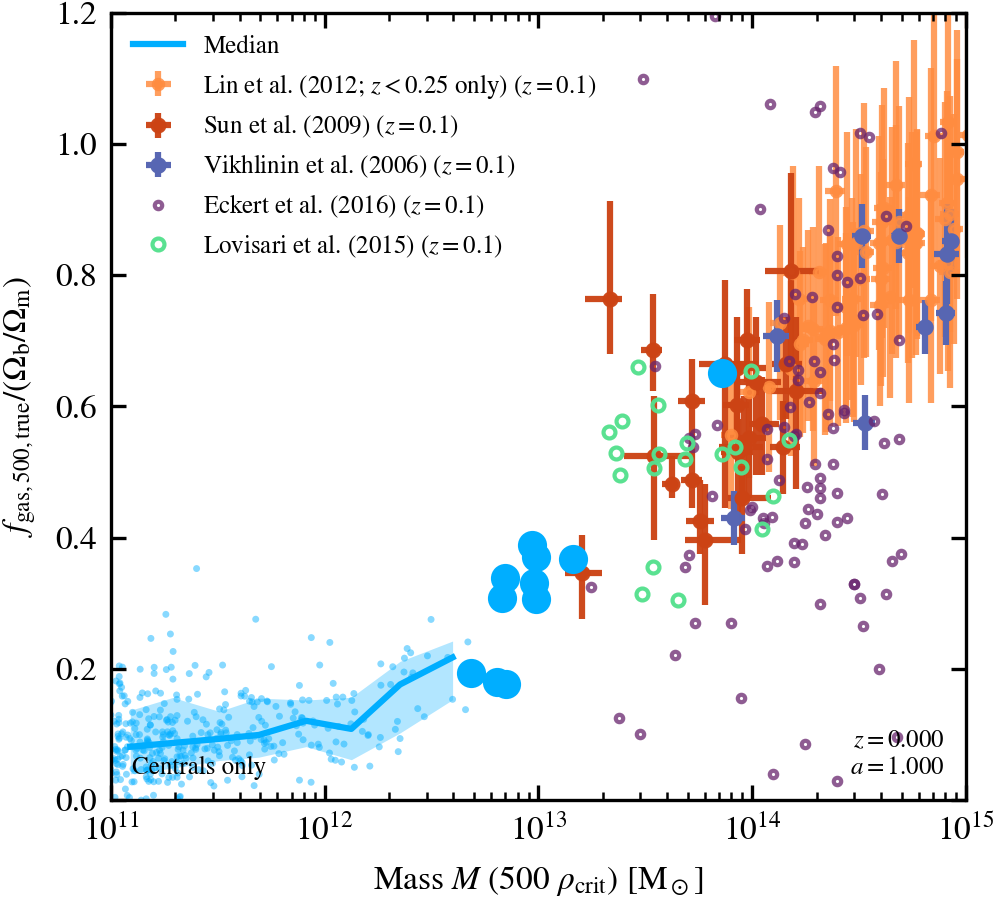 1.2
1.0
0.8
0.6
0.4
0.2
0.0
f_gas, 500, true/(Ω_b/Ω_m)
Median
Lin et al. (2012; z < 0.25 only) (z = 0.1)
Sun et al. (2009) (z = 0.1)
Vikhlinin et al. (2006) (z = 0.1)
Eckert et al. (2016) (z = 0.1)
Lovisari et al. (2015) (z = 0.1)
z = 0.000
Centrals only
a = 1.000
10^11 10^12 10^13 10^14 10^15
Mass M (500 ρ_crit) [M_⊙]